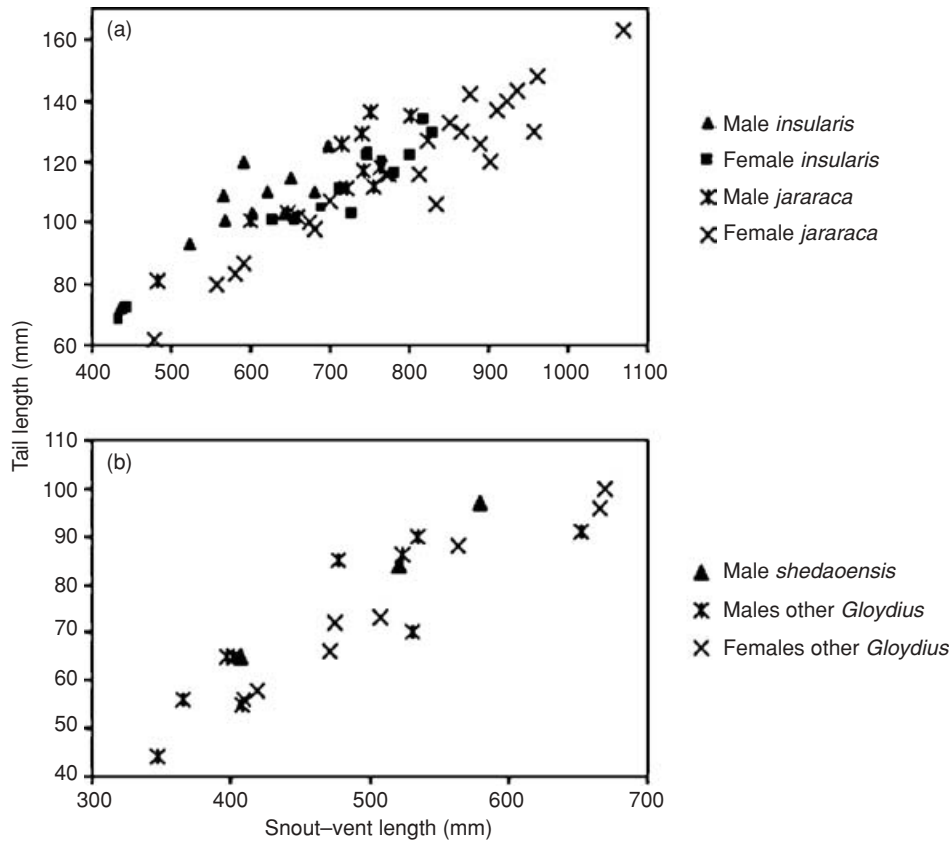 Tail length (mm)
(a)
160
140
120
100
80
60
400 500 600 700 800 900 1000 1100
▲ Male insularis
■ Female insularis
Male jararaca
× Female jararaca
(b)
110
100
90
80
70
60
50
40
300 400 500 600 700
Snout–vent length (mm)
▲ Male shedaoensis
Males other Gloydius
× Females other Gloydius